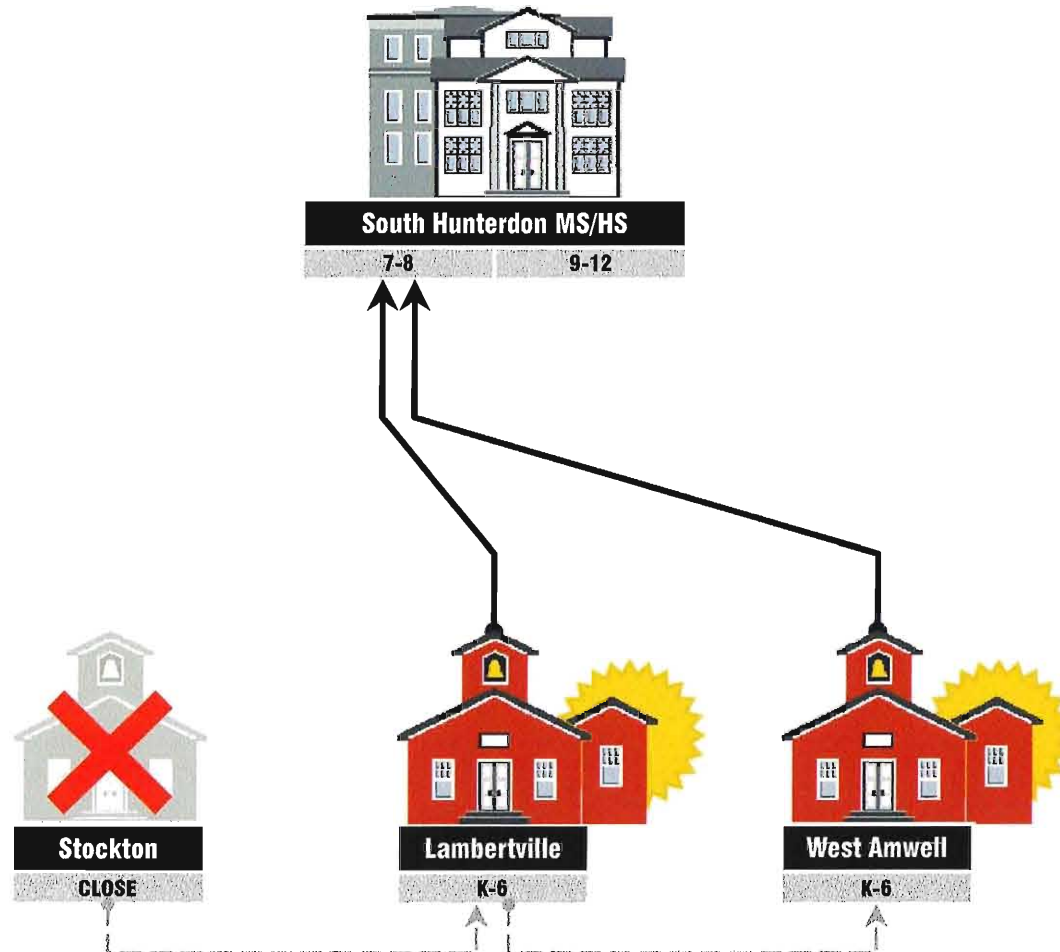 South Hunterdon MS/HS
7-8 9-12
Stockton
CLOSE
Lambertville
K-6
West Amwell
K-6